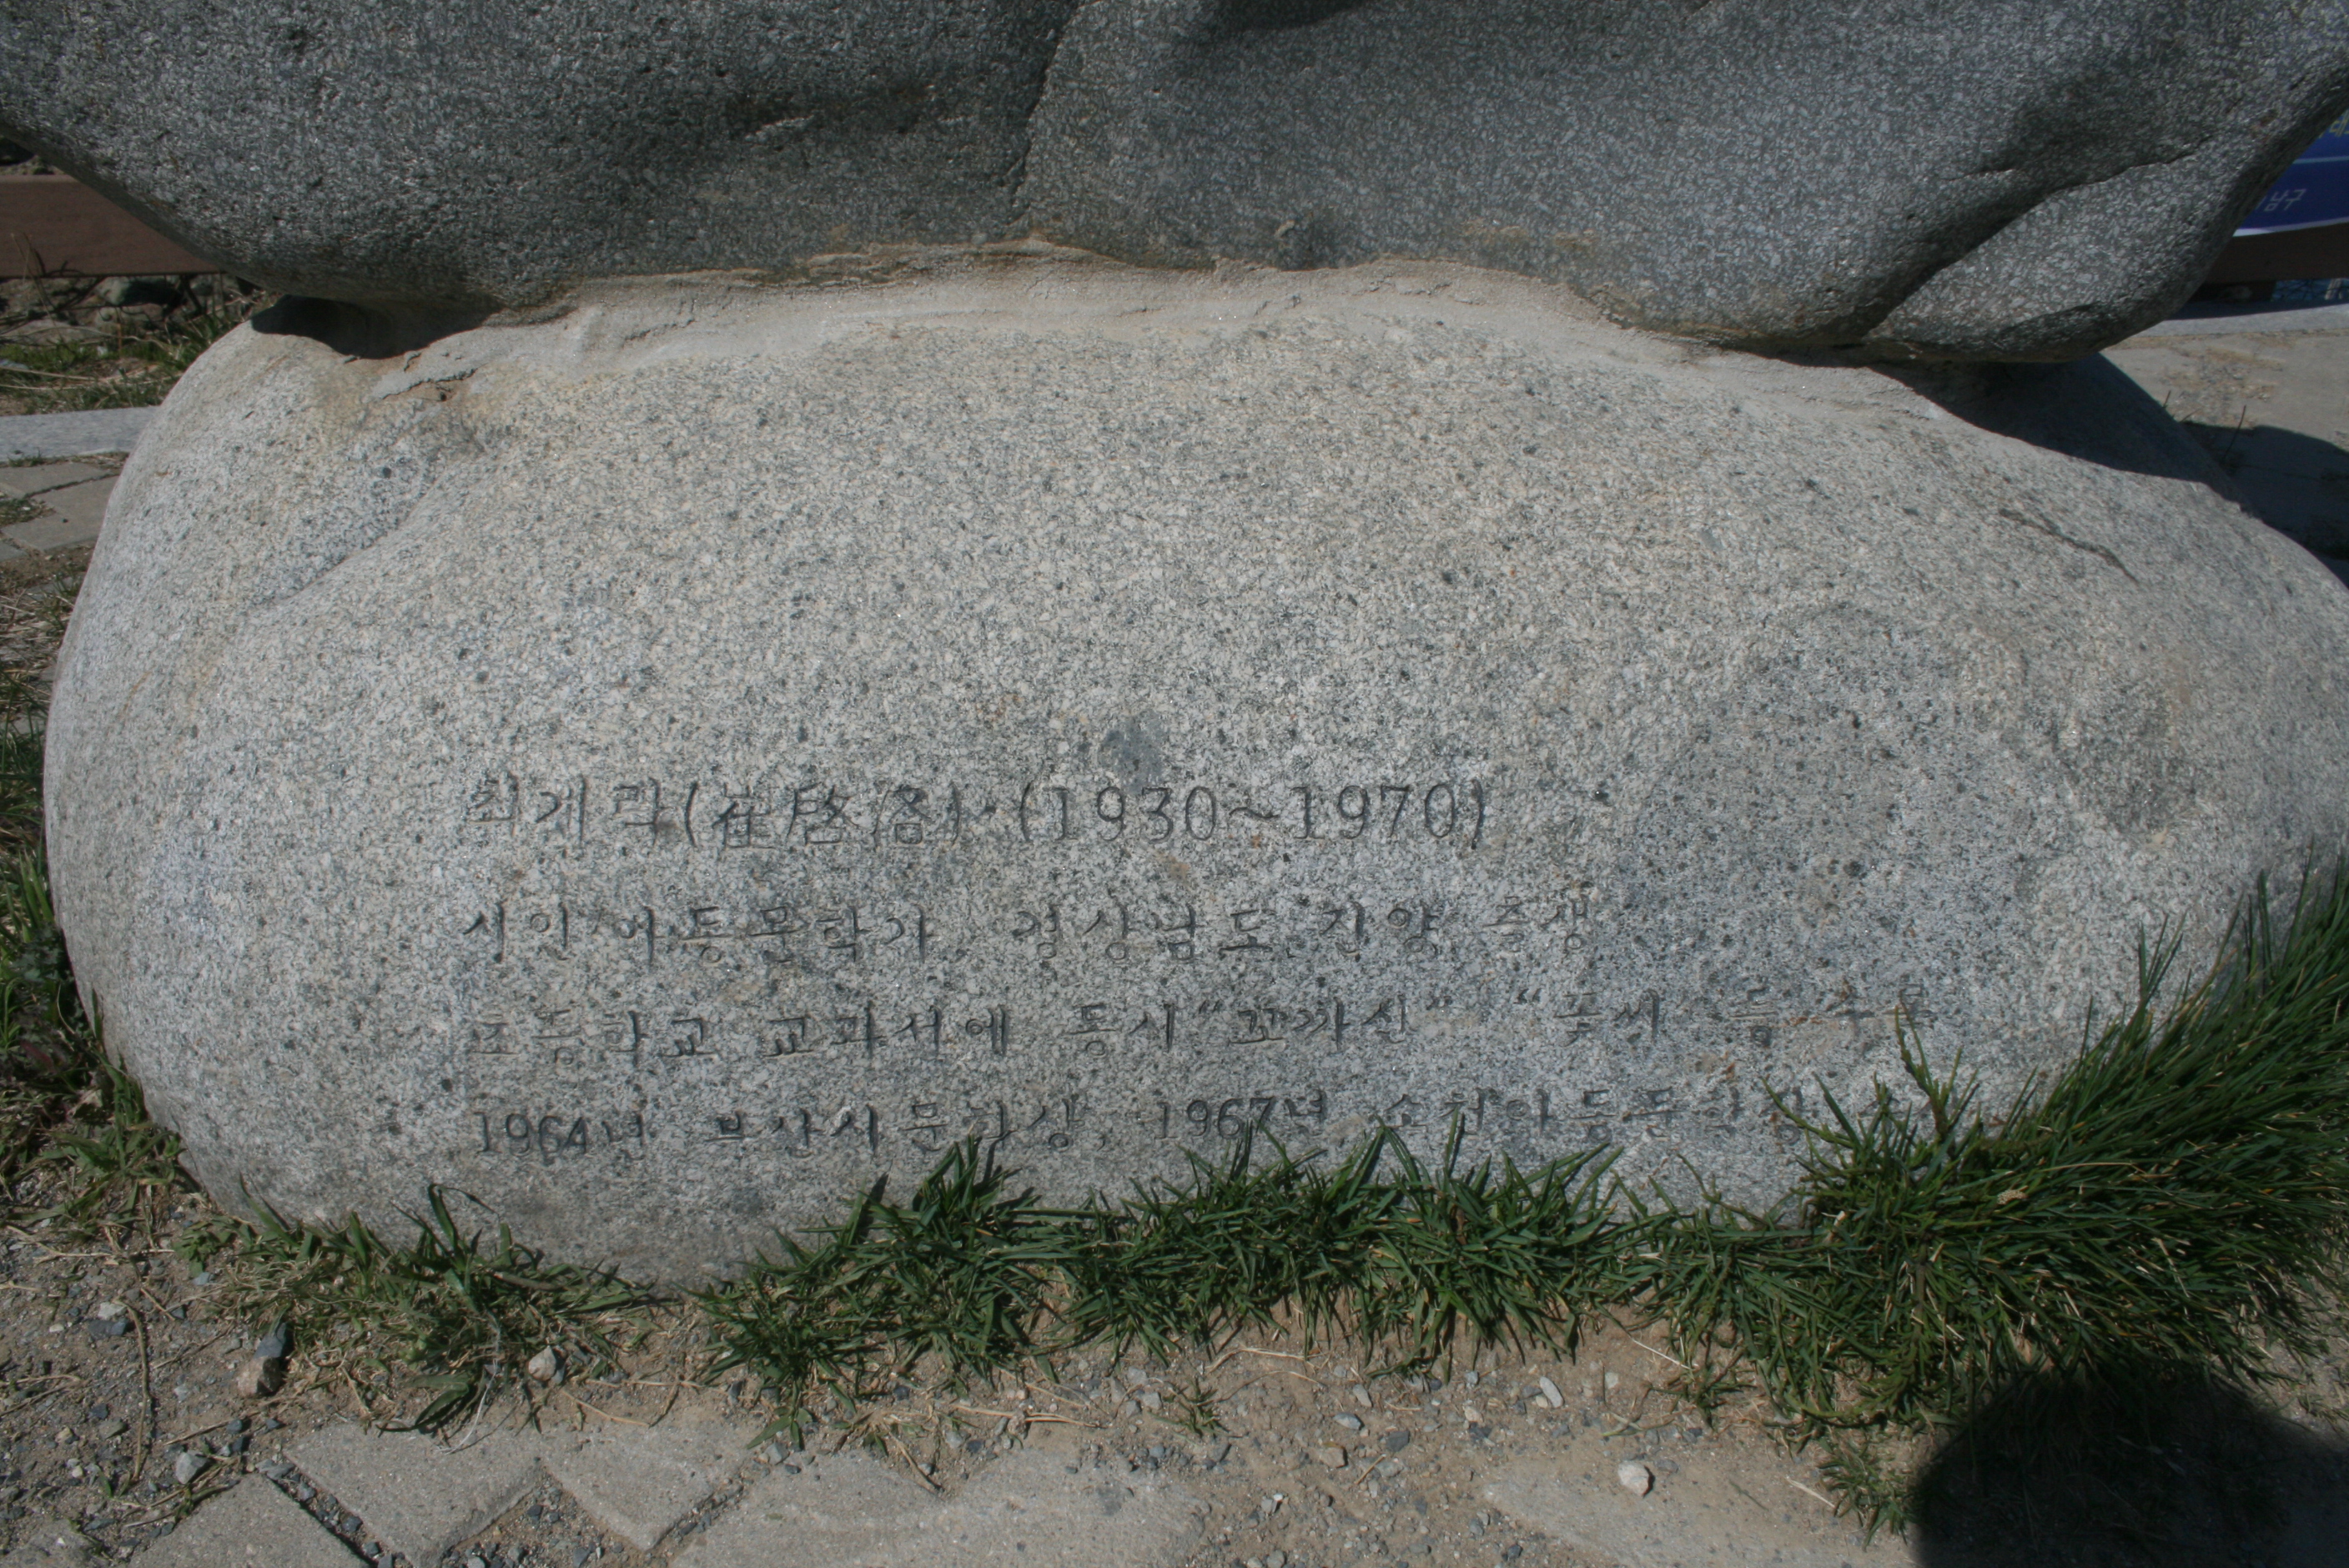 남구
최계락(崔啓洛) (1930~1970)
시인 아동문학가, 경상남도 진양 출생
초등학교 교과서에 동시 “꼬까신” “꽃씨 등 수록
1964년 부산시문학상, 1967년 소천아동문학상